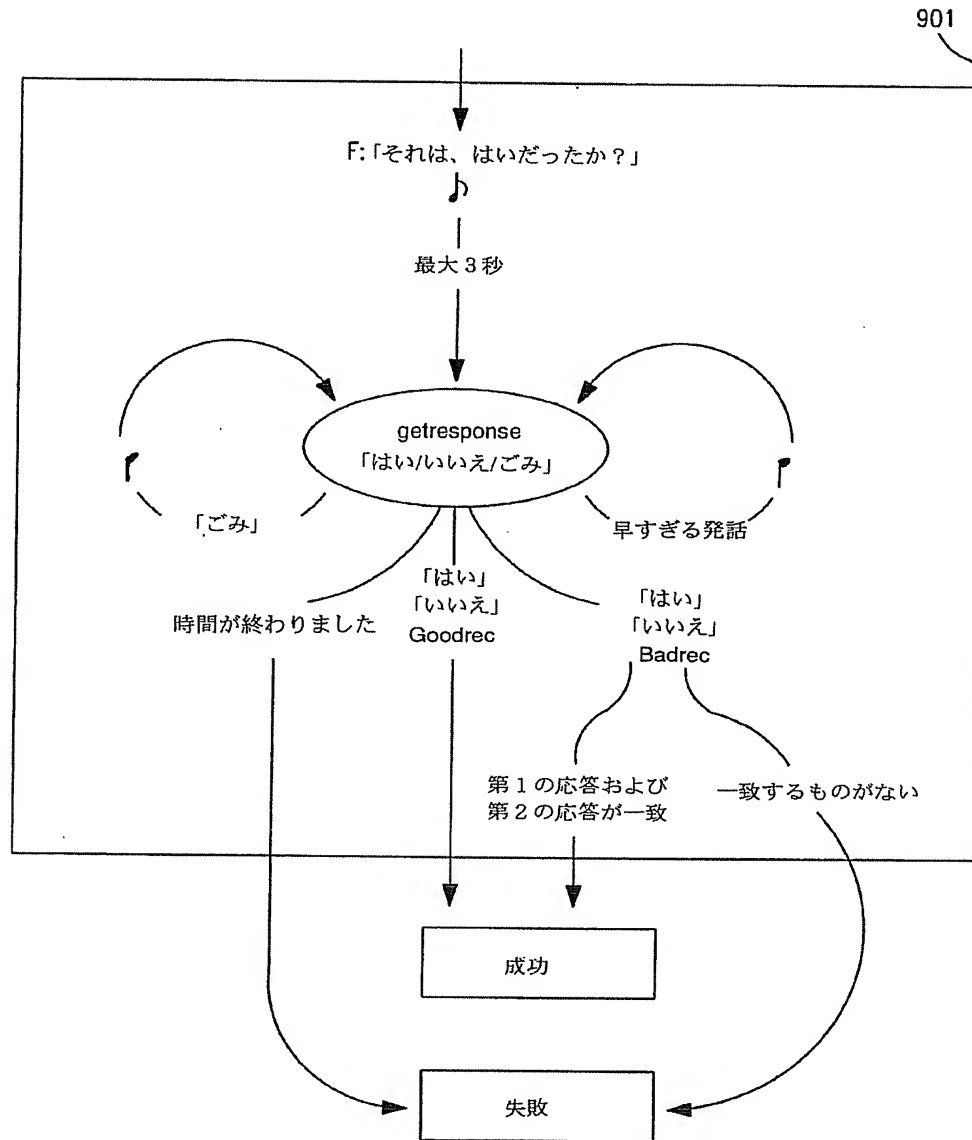 901
F:「それは、はいだったか？」
最大３秒
getresponse
「はい/いいえ/ごみ」
「ごみ」
早すぎる発話
時間が終わりました
「はい」
「いいえ」
Goodrec
「はい」
「いいえ」
Badrec
第１の応答および
第２の応答が一致
一致するものがない
成功
失敗